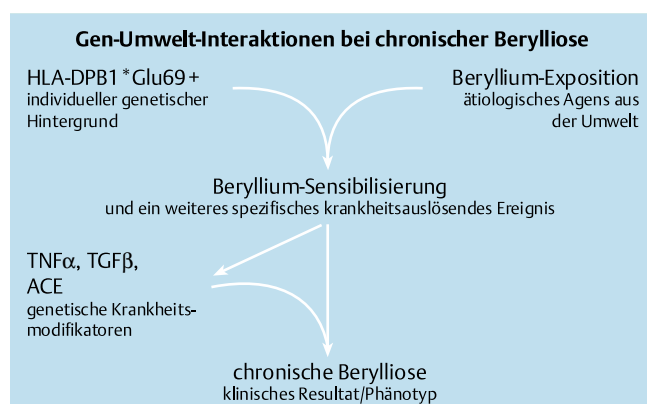 Gen-Umwelt-Interaktionen bei chronischer Berylliose
HLA-DPB1*Glu69+
individueller genetischer
Hintergrund
Beryllium-Exposition
ätiologisches Agens aus
der Umwelt
Beryllium-Sensibilisierung
und ein weiteres spezifisches krankheitsauslösendes Ereignis
TNFα, TGFβ,
ACE
genetische Krankheits-
modifikatoren
chronische Berylliose
klinisches Resultat/Phänotyp